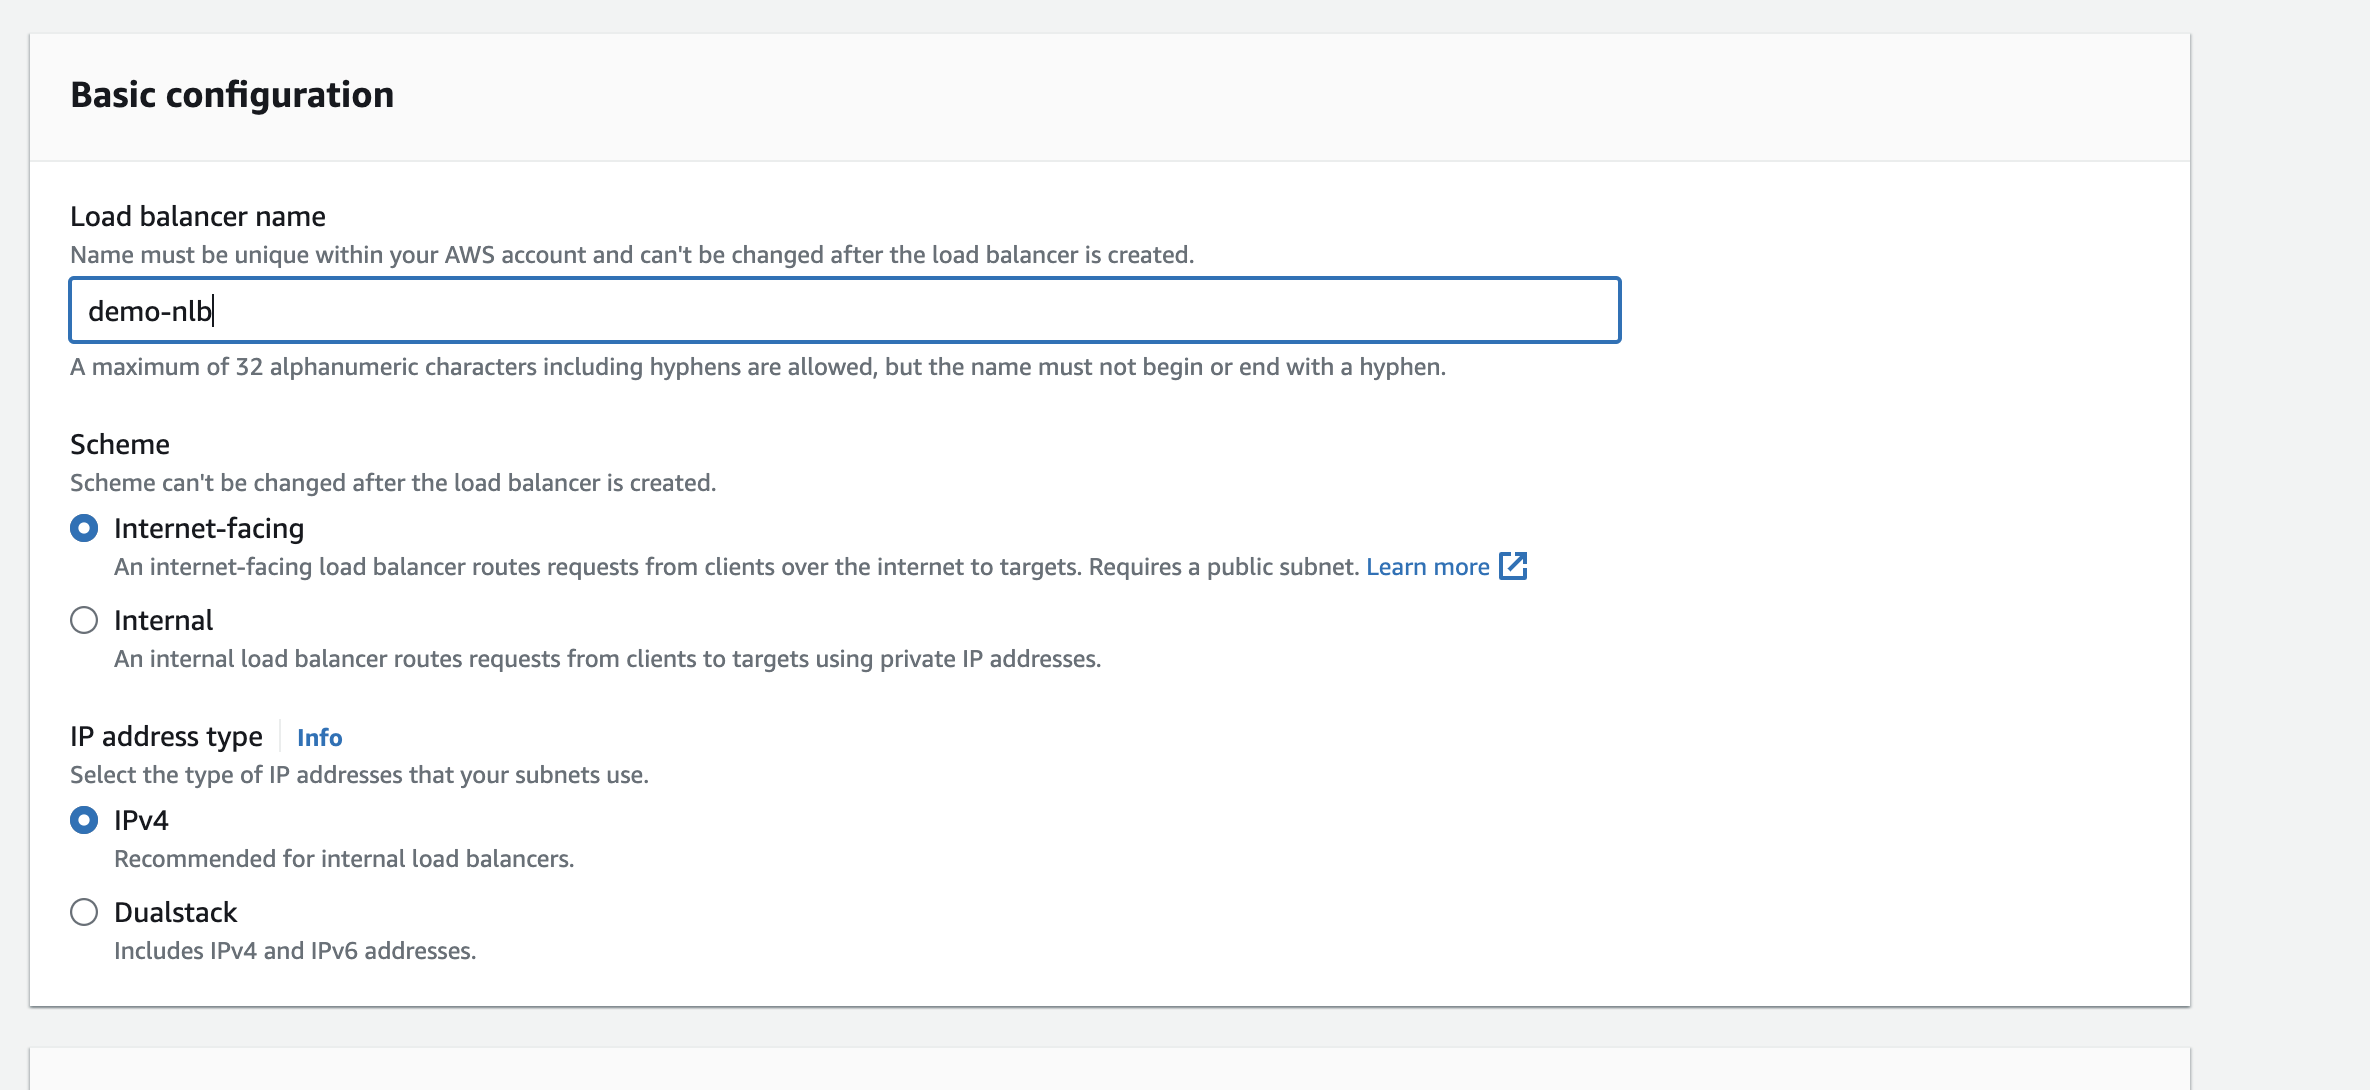 Basic configuration
Load balancer name
Name must be unique within your AWS account and can't be changed after the load balancer is created.
demo-nlb
A maximum of 32 alphanumeric characters including hyphens are allowed, but the name must not begin or end with a hyphen.
Scheme
Scheme can't be changed after the load balancer is created.
Internet-facing
An internet-facing load balancer routes requests from clients over the internet to targets. Requires a public subnet. Learn more
Internal
An internal load balancer routes requests from clients to targets using private IP addresses.
IP address type Info
Select the type of IP addresses that your subnets use.
IPv4
Recommended for internal load balancers.
Dualstack
Includes IPv4 and IPv6 addresses.